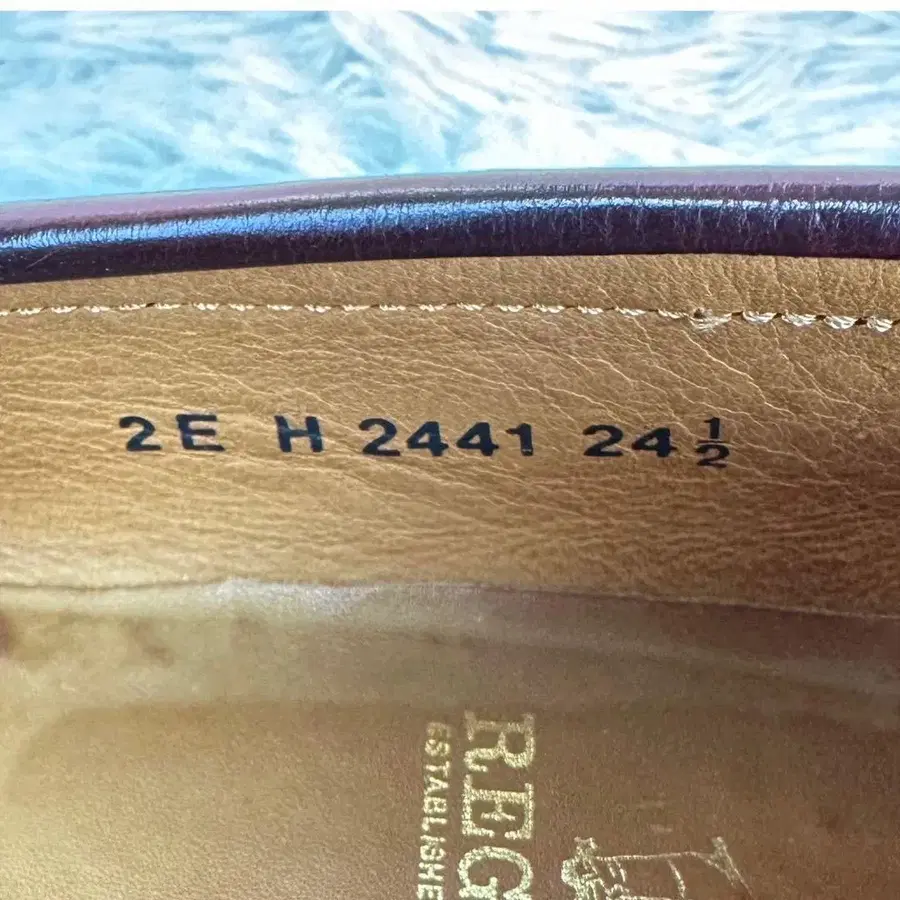 2E H 2441 24½
REG
ESTABLISHE